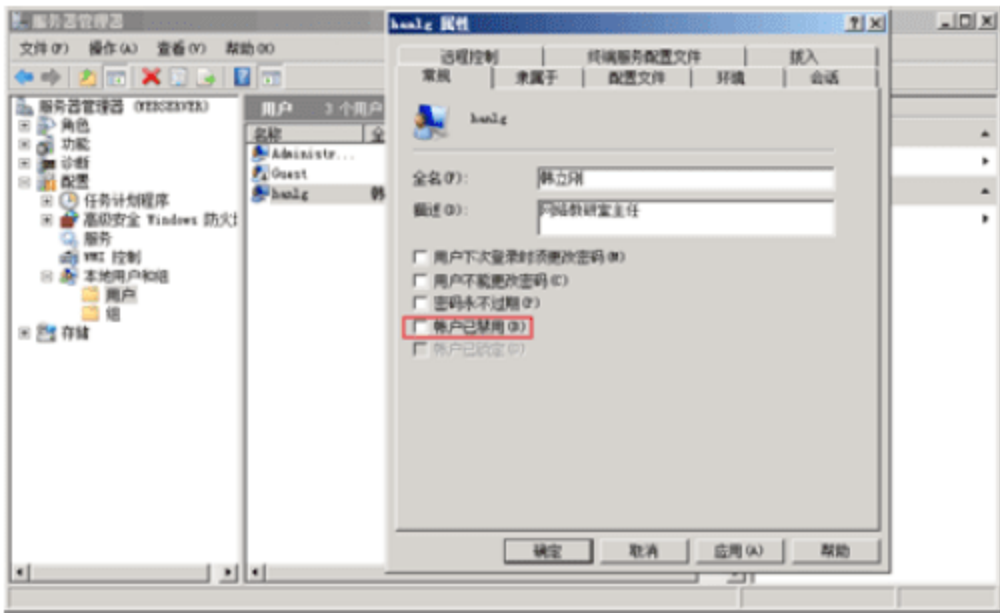 服务器管理器
文件(F) 操作(A) 查看(V) 帮助(H)
服务器管理器 (WEBSERVER)
角色
功能
诊断
配置
任务计划程序
高级安全 Windows 防火
服务
WMI 控制
本地用户和组
用户
组
存储
用户 3 个用户
名称 全
Administr...
Guest
hanlg 韩
hanlg 属性
远程控制 终端服务配置文件 拨入
常规 隶属于 配置文件 环境 会话
hanlg
全名(F): 韩立刚
描述(D): 网络教研室主任
用户下次登录时须更改密码(M)
用户不能更改密码(C)
密码永不过期(P)
帐户已禁用(B)
帐户已锁定(O)
确定 取消 应用(A) 帮助